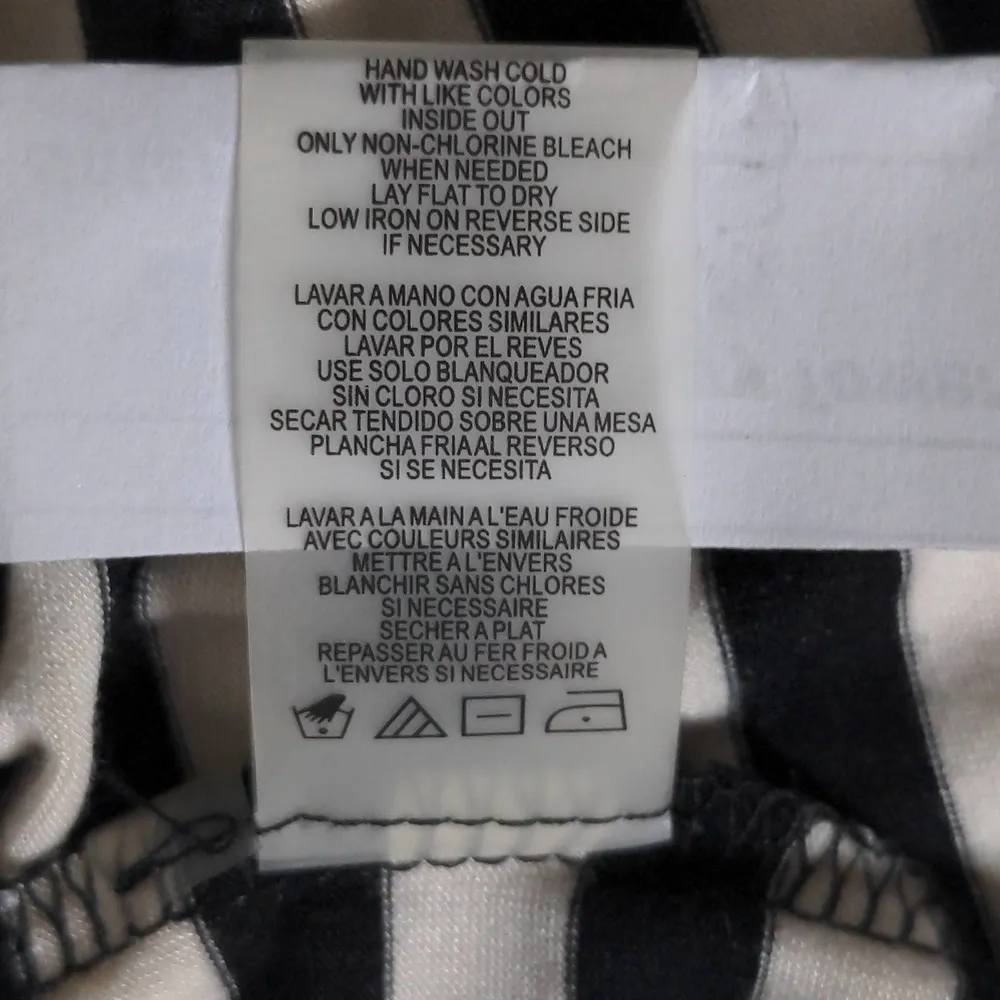 HAND WASH COLD
WITH LIKE COLORS
INSIDE OUT
ONLY NON-CHLORINE BLEACH
WHEN NEEDED
LAY FLAT TO DRY
LOW IRON ON REVERSE SIDE
IF NECESSARY
LAVAR A MANO CON AGUA FRIA
CON COLORES SIMILARES
LAVAR POR EL REVES
USE SOLO BLANQUEADOR
SIN CLORO SI NECESITA
SECAR TENDIDO SOBRE UNA MESA
PLANCHA FRIA AL REVERSO
SI SE NECESITA
LAVAR A LA MAIN A L'EAU FROIDE
AVEC COULEURS SIMILAIRES
METTRE A L'ENVERS
BLANCHIR SANS CHLORES
SI NECESSAIRE
SECHER A PLAT
REPASSER AU FER FROID A
L'ENVERS SI NECESSAIRE